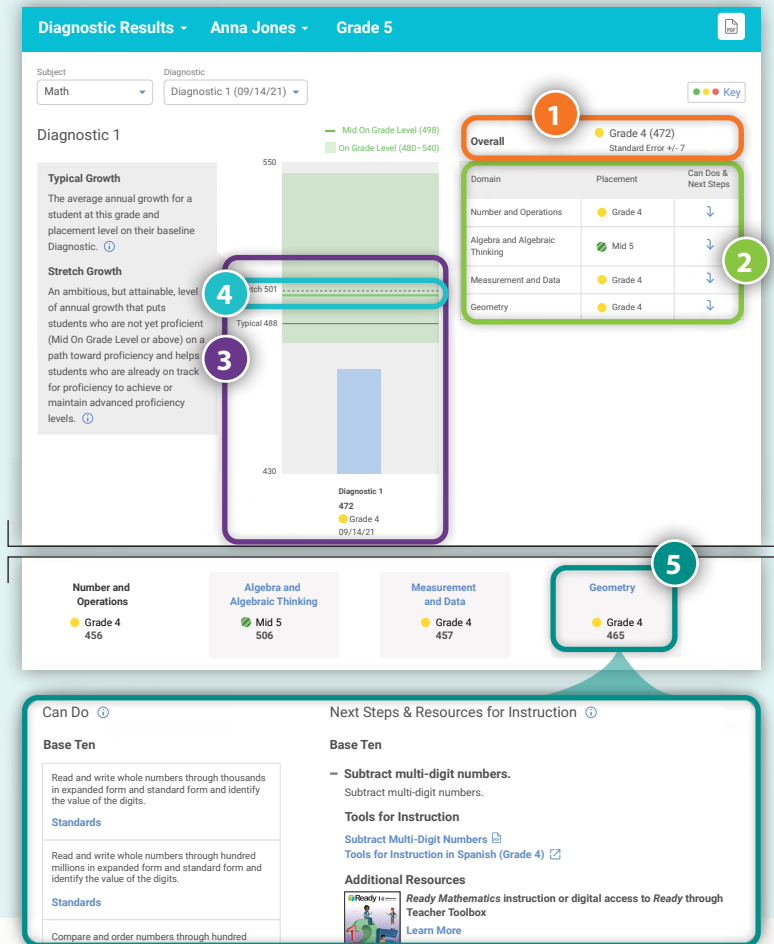 Diagnostic Results Anna Jones Grade 5
PDF
Subject
Math
Diagnostic
Diagnostic 1 (09/14/21)
Key
Diagnostic 1
Typical Growth
The average annual growth for a
student at this grade and
placement level on their baseline
Diagnostic.
Stretch Growth
An ambitious, but attainable, level
of annual growth that puts
students who are not yet proficient
(Mid On Grade Level or above) on a
path toward proficiency and helps
students who are already on track
for proficiency to achieve or
maintain advanced proficiency
levels.
Mid On Grade Level (498)
On Grade Level (480–540)
550
4
tch 501
Typical 488
3
430
Diagnostic 1
472
Grade 4
09/14/21
1
Overall
Grade 4 (472)
Standard Error +/- 7
2
Domain Placement Can Dos &
Next Steps
Number and Operations Grade 4
Algebra and Algebraic
Thinking
Mid 5
Measurement and Data Grade 4
Geometry Grade 4
5
Number and
Operations
Grade 4
456
Algebra and
Algebraic Thinking
Mid 5
506
Measurement
and Data
Grade 4
457
Geometry
Grade 4
465
Can Do
Base Ten
Read and write whole numbers through thousands
in expanded form and standard form and identify
the value of the digits.
Standards
Read and write whole numbers through hundred
millions in expanded form and standard form and
identify the value of the digits.
Standards
Compare and order numbers through hundred
Next Steps & Resources for Instruction
Base Ten
– Subtract multi-digit numbers.
Subtract multi-digit numbers.
Tools for Instruction
Subtract Multi-Digit Numbers
Tools for Instruction in Spanish (Grade 4)
Additional Resources
Ready
Ready Mathematics instruction or digital access to Ready through
Teacher Toolbox
Learn More